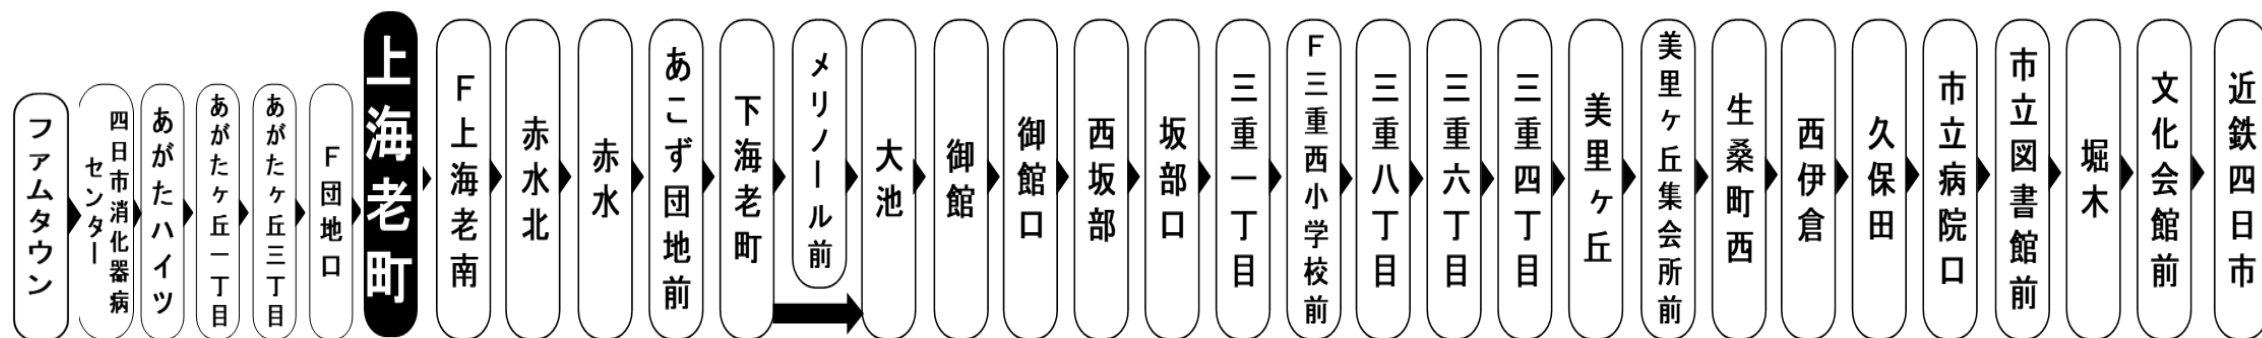 ファムタウン
四日市消化器病
センター
あがたハイツ
あがたヶ丘一丁目
あがたヶ丘三丁目
F団地口
上海老町
F上海老南
赤水北
赤水
あこず団地前
下海老町
メリノール前
大池
御館
御館口
西坂部
坂部口
三重一丁目
F三重西小学校前
三重八丁目
三重六丁目
三重四丁目
美里ヶ丘
美里ヶ丘集会所前
生桑町西
西伊倉
久保田
市立病院口
市立図書館前
堀木
文化会館前
近鉄四日市